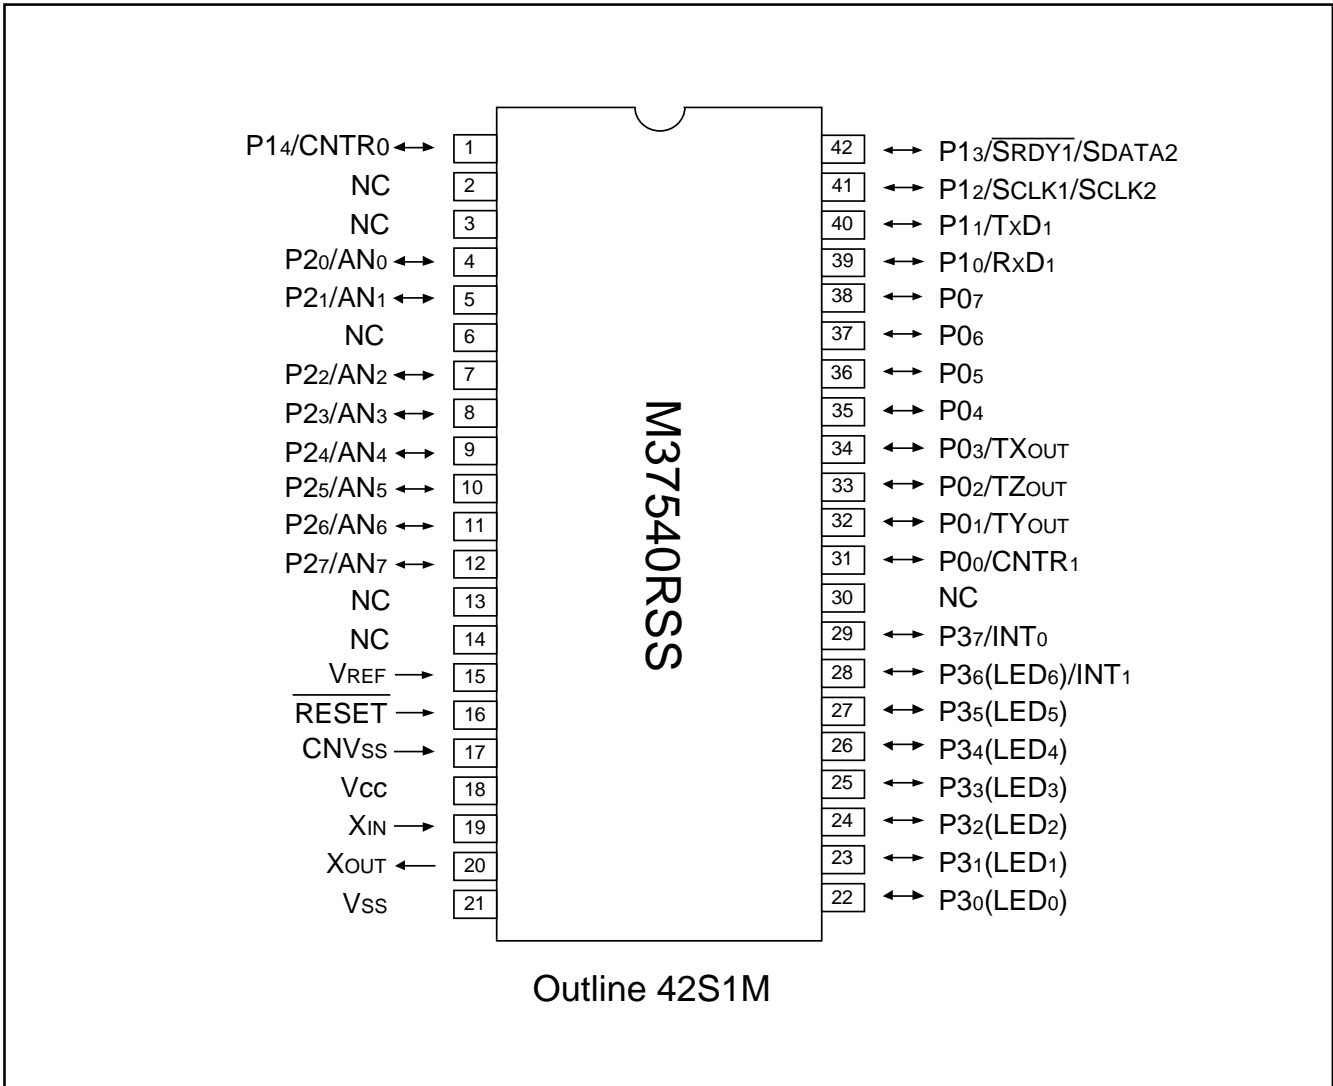 P14/CNTR0 1
NC 2
NC 3
P20/AN0 4
P21/AN1 5
NC 6
P22/AN2 7
P23/AN3 8
P24/AN4 9
P25/AN5 10
P26/AN6 11
P27/AN7 12
NC 13
NC 14
VREF 15
RESET 16
CNVSS 17
Vcc 18
XIN 19
XOUT 20
VSS 21
M37540RSS
42 P13/SRDY1/SDATA2
41 P12/SCLK1/SCLK2
40 P11/TXD1
39 P10/RXD1
38 P07
37 P06
36 P05
35 P04
34 P03/TXOUT
33 P02/TZOUT
32 P01/TYOUT
31 P00/CNTR1
30 NC
29 P37/INT0
28 P36(LED6)/INT1
27 P35(LED5)
26 P34(LED4)
25 P33(LED3)
24 P32(LED2)
23 P31(LED1)
22 P30(LED0)
Outline 42S1M